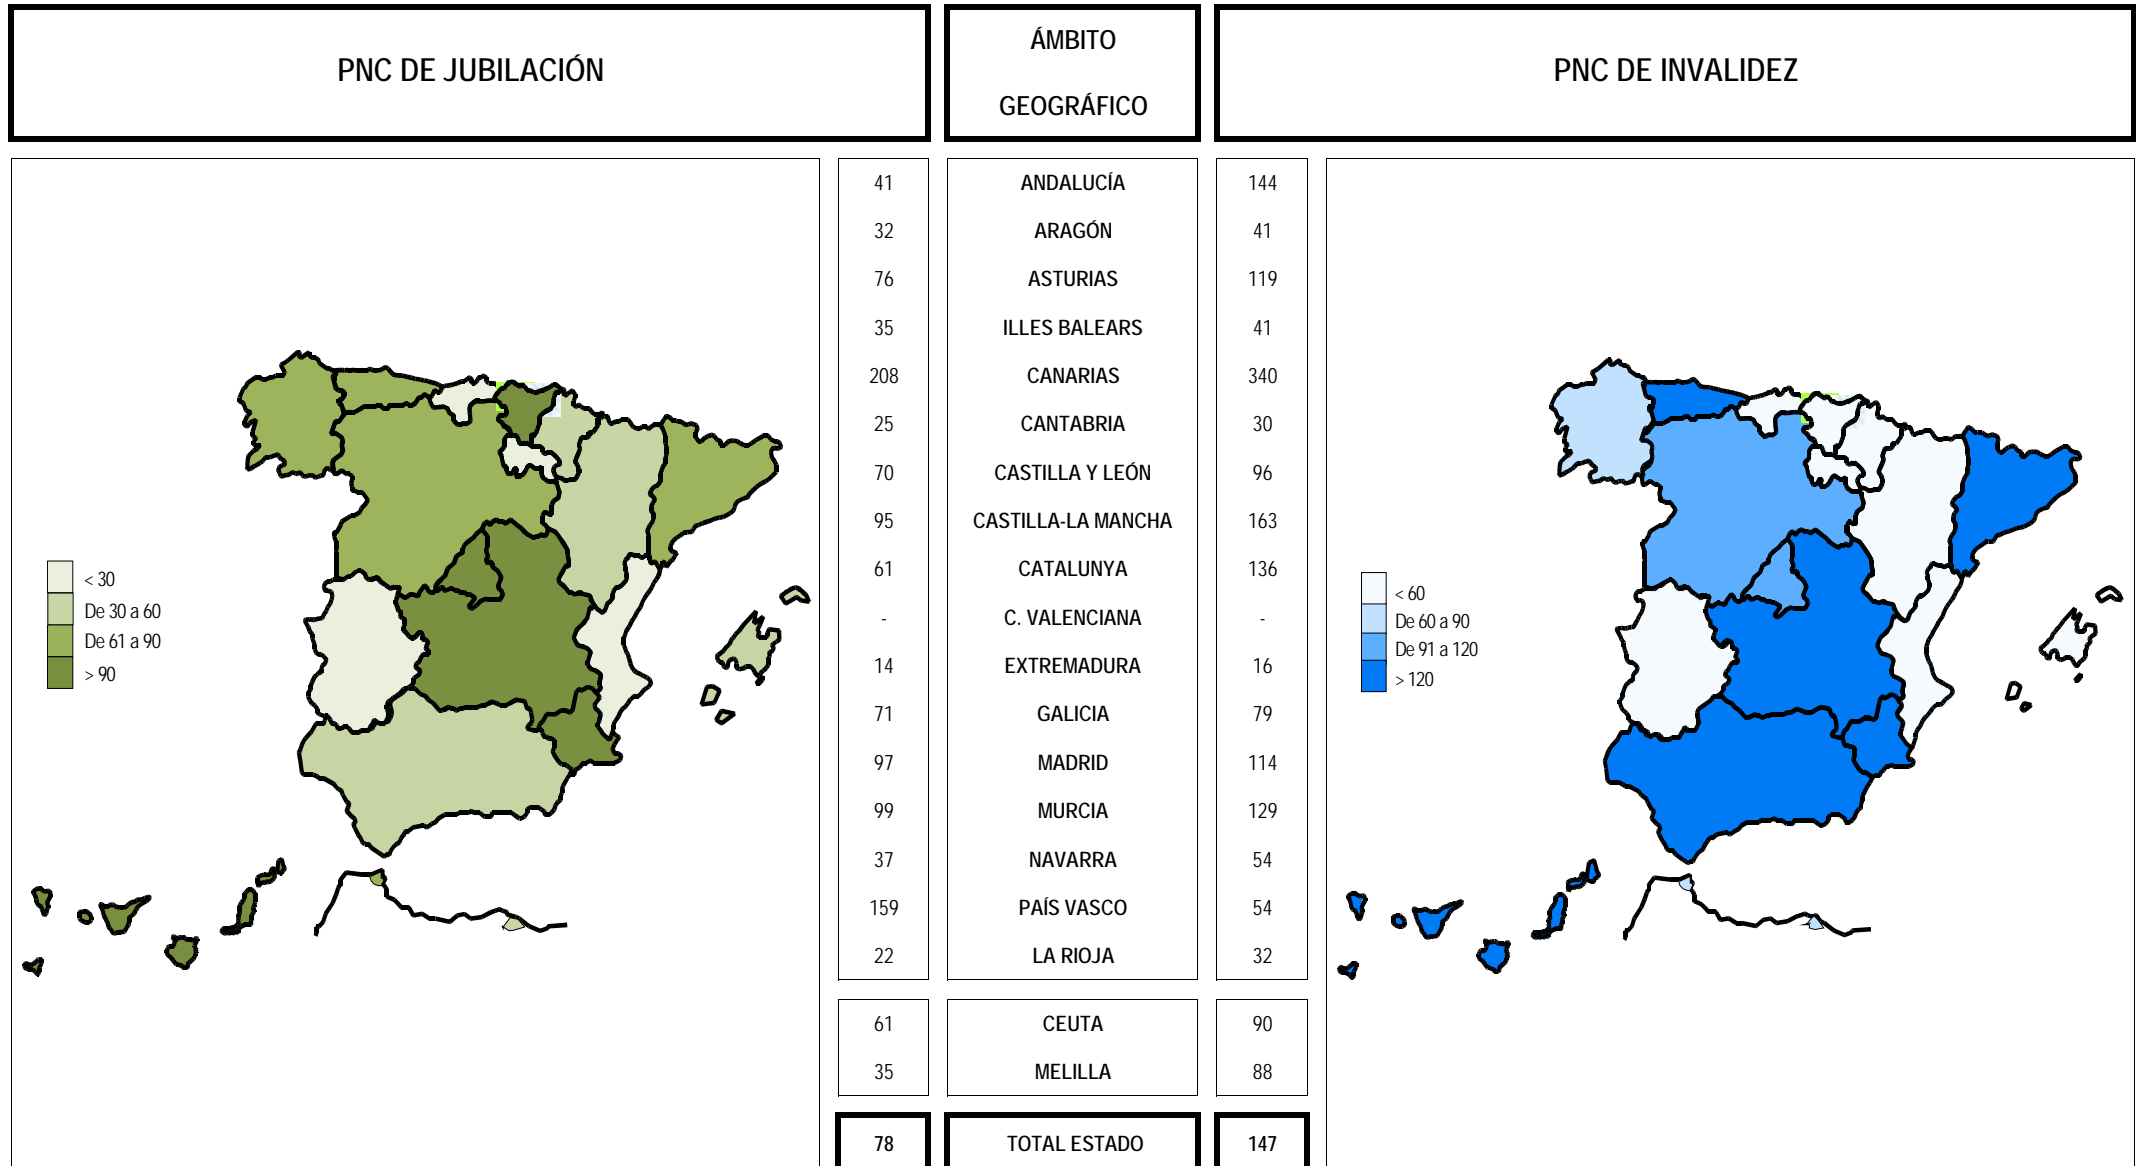 PNC DE JUBILACIÓN
ÁMBITO
GEOGRÁFICO
PNC DE INVALIDEZ
41 ANDALUCÍA 144
32 ARAGÓN 41
76 ASTURIAS 119
35 ILLES BALEARS 41
208 CANARIAS 340
25 CANTABRIA 30
70 CASTILLA Y LEÓN 96
95 CASTILLA-LA MANCHA 163
61 CATALUNYA 136
- C. VALENCIANA -
14 EXTREMADURA 16
71 GALICIA 79
97 MADRID 114
99 MURCIA 129
37 NAVARRA 54
159 PAÍS VASCO 54
22 LA RIOJA 32
61 CEUTA 90
35 MELILLA 88
78 TOTAL ESTADO 147
< 30
De 30 a 60
De 61 a 90
> 90
< 60
De 60 a 90
De 91 a 120
> 120